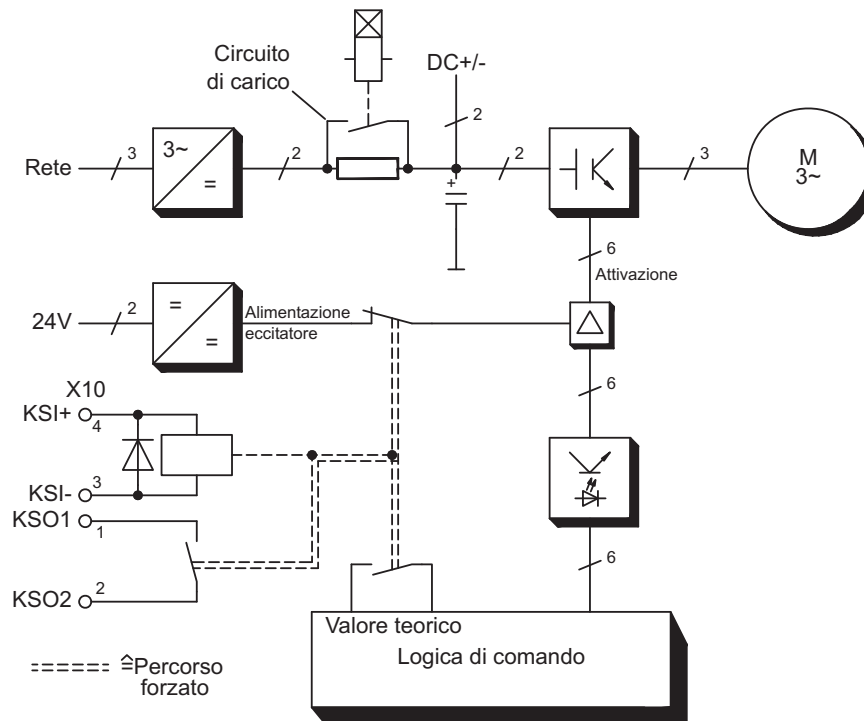 Circuito
di carico
DC+/-
2
Rete
3
3~
=
2
+
2
3
M
3~
6
Attivazione
24V
2
=
=
Alimentazione
eccitatore
6
X10
KSI+
4
KSI-
3
KSO1
1
KSO2
2
6
Valore teorico
Logica di comando
≙Percorso
forzato